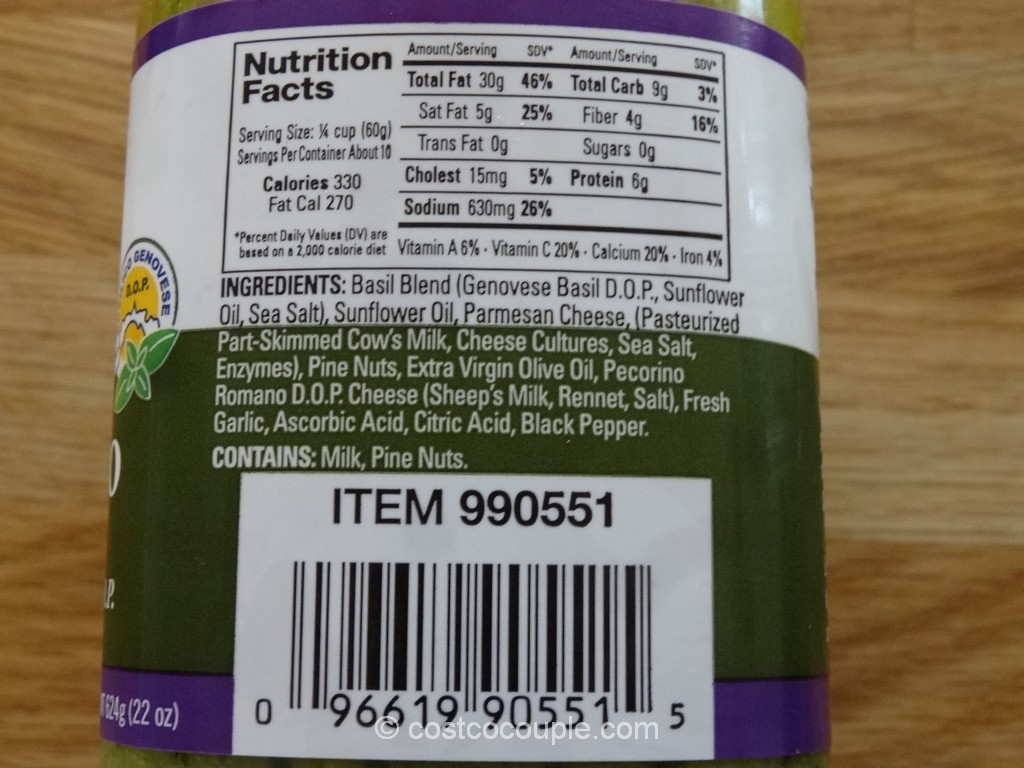 Nutrition
Facts
Serving Size: ¼ cup (60g)
Servings Per Container About 10
Calories 330
Fat Cal 270
*Percent Daily Values (DV) are
based on a 2,000 calorie diet
Amount/Serving %DV* Amount/Serving %DV*
Total Fat 30g 46% Total Carb 9g 3%
Sat Fat 5g 25% Fiber 4g 16%
Trans Fat 0g Sugars 0g
Cholest 15mg 5% Protein 6g
Sodium 630mg 26%
Vitamin A 6% · Vitamin C 20% · Calcium 20% · Iron 4%
GENOVESE
D.O.P.
INGREDIENTS: Basil Blend (Genovese Basil D.O.P., Sunflower
Oil, Sea Salt), Sunflower Oil, Parmesan Cheese, (Pasteurized
Part-Skimmed Cow's Milk, Cheese Cultures, Sea Salt,
Enzymes), Pine Nuts, Extra Virgin Olive Oil, Pecorino
Romano D.O.P. Cheese (Sheep's Milk, Rennet, Salt), Fresh
Garlic, Ascorbic Acid, Citric Acid, Black Pepper.
CONTAINS: Milk, Pine Nuts.
ITEM 990551
0 96619 90551 5
624g (22 oz)
© costcocouple.com